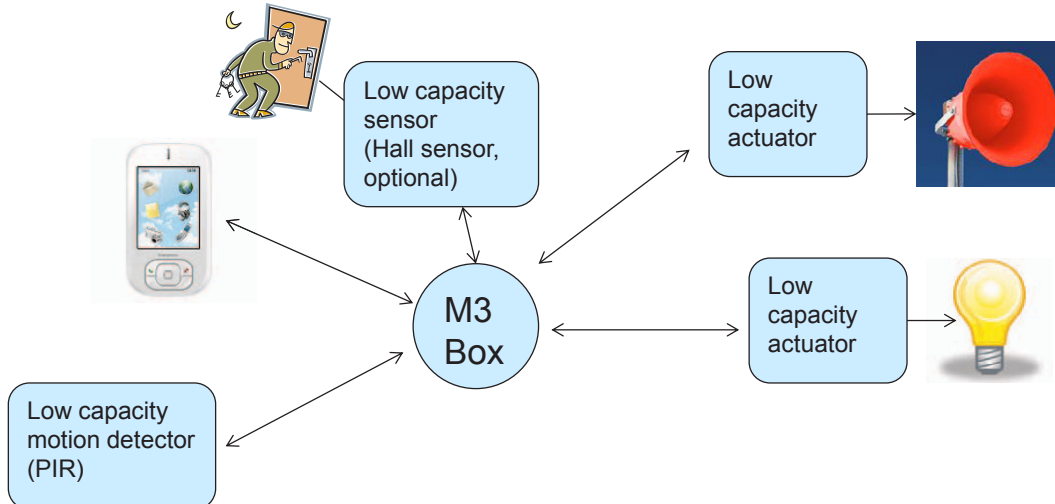 Low capacity
sensor
(Hall sensor,
optional)
Low
capacity
actuator
M3
Box
Low
capacity
actuator
Low capacity
motion detector
(PIR)